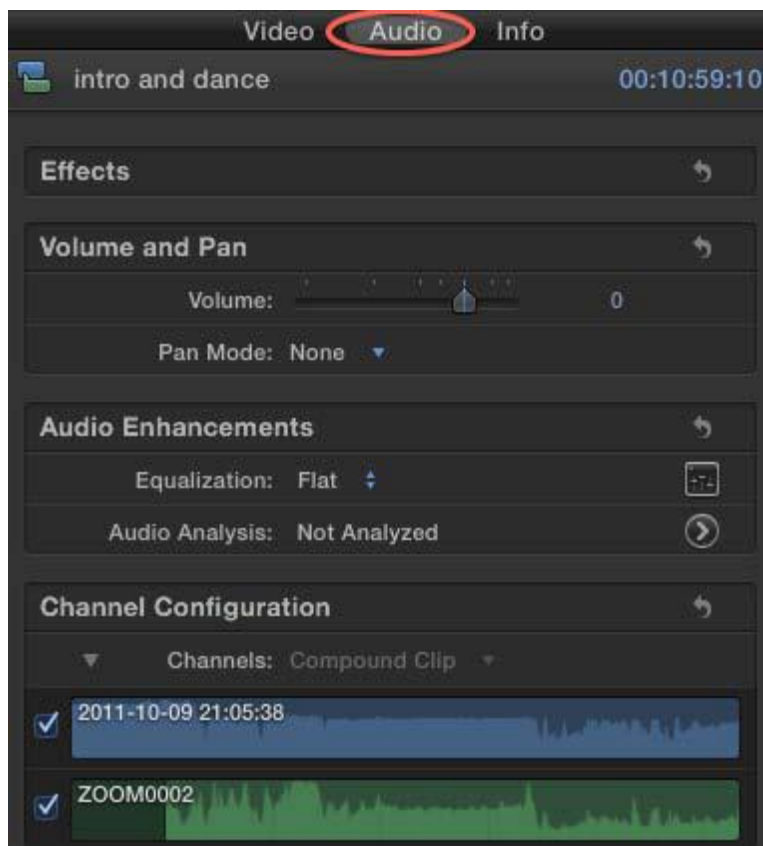 Video Audio Info
intro and dance 00:10:59:10
Effects
Volume and Pan
Volume: 0
Pan Mode: None
Audio Enhancements
Equalization: Flat
Audio Analysis: Not Analyzed
Channel Configuration
Channels: Compound Clip
2011-10-09 21:05:38
ZOOM0002